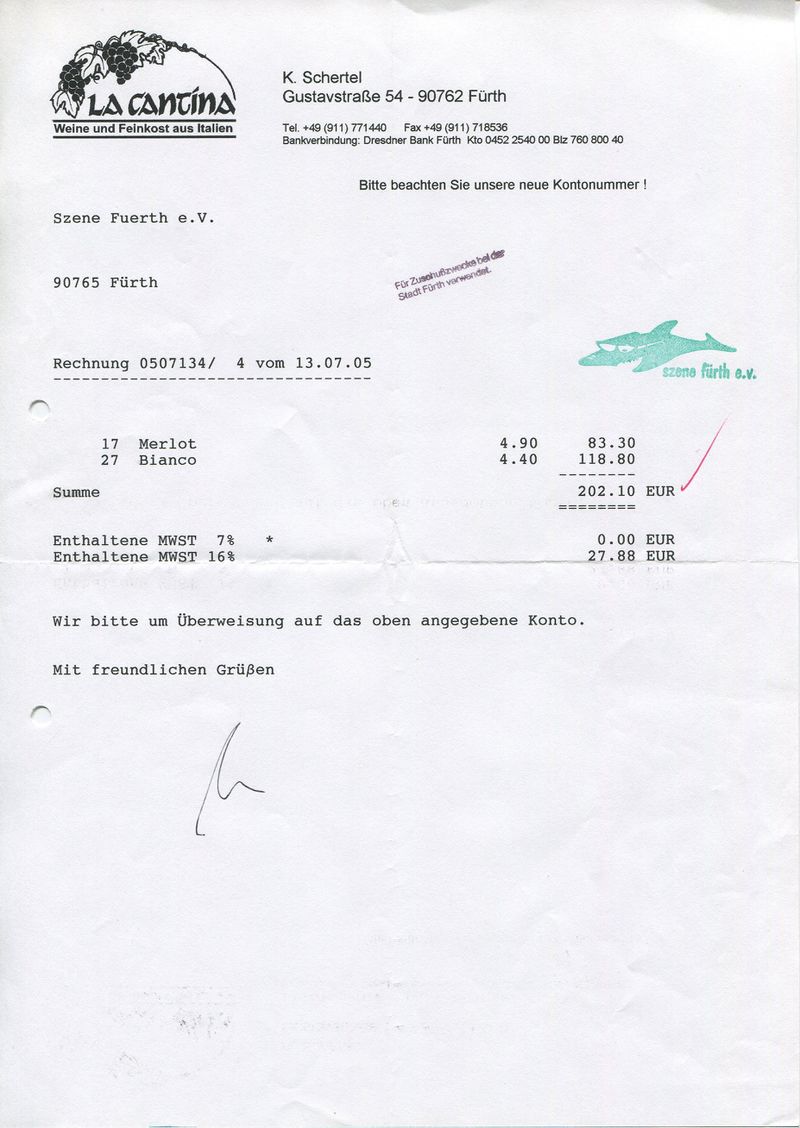 LA CANTINA
Weine und Feinkost aus Italien
K. Schertel
Gustavstraße 54 - 90762 Fürth
Tel. +49 (911) 771440 Fax +49 (911) 718536
Bankverbindung: Dresdner Bank Fürth Kto 0452 2540 00 Blz 760 800 40
Bitte beachten Sie unsere neue Kontonummer !
Szene Fuerth e.V.
90765 Fürth
Für Zuschußzwecke bei der
Stadt Fürth verwendet.
Rechnung 0507134/ 4 vom 13.07.05
szene fürth e.v.
17 Merlot 4.90 83.30
27 Bianco 4.40 118.80
Summe 202.10 EUR
Enthaltene MWST 7% * 0.00 EUR
Enthaltene MWST 16% 27.88 EUR
Wir bitte um Überweisung auf das oben angegebene Konto.
Mit freundlichen Grüßen